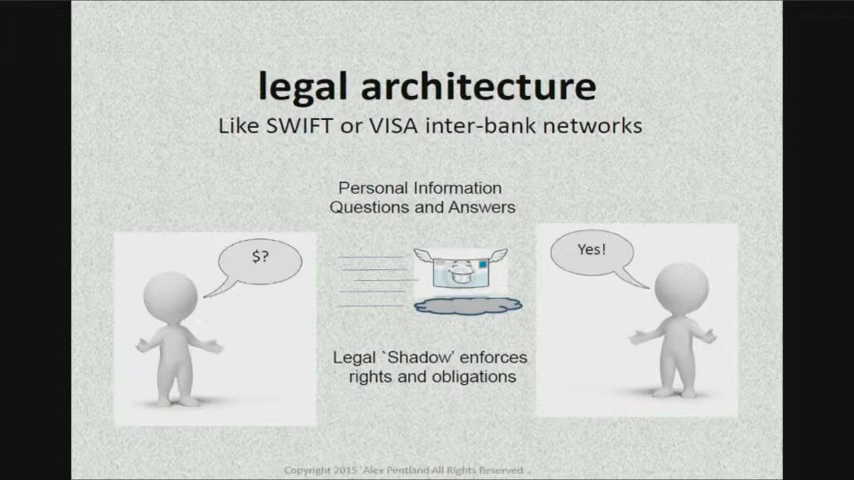 legal architecture
Like SWIFT or VISA inter-bank networks
Personal Information
Questions and Answers
$?
Yes!
Legal `Shadow' enforces
rights and obligations
Copyright 2015 Alex Pentland All Rights Reserved